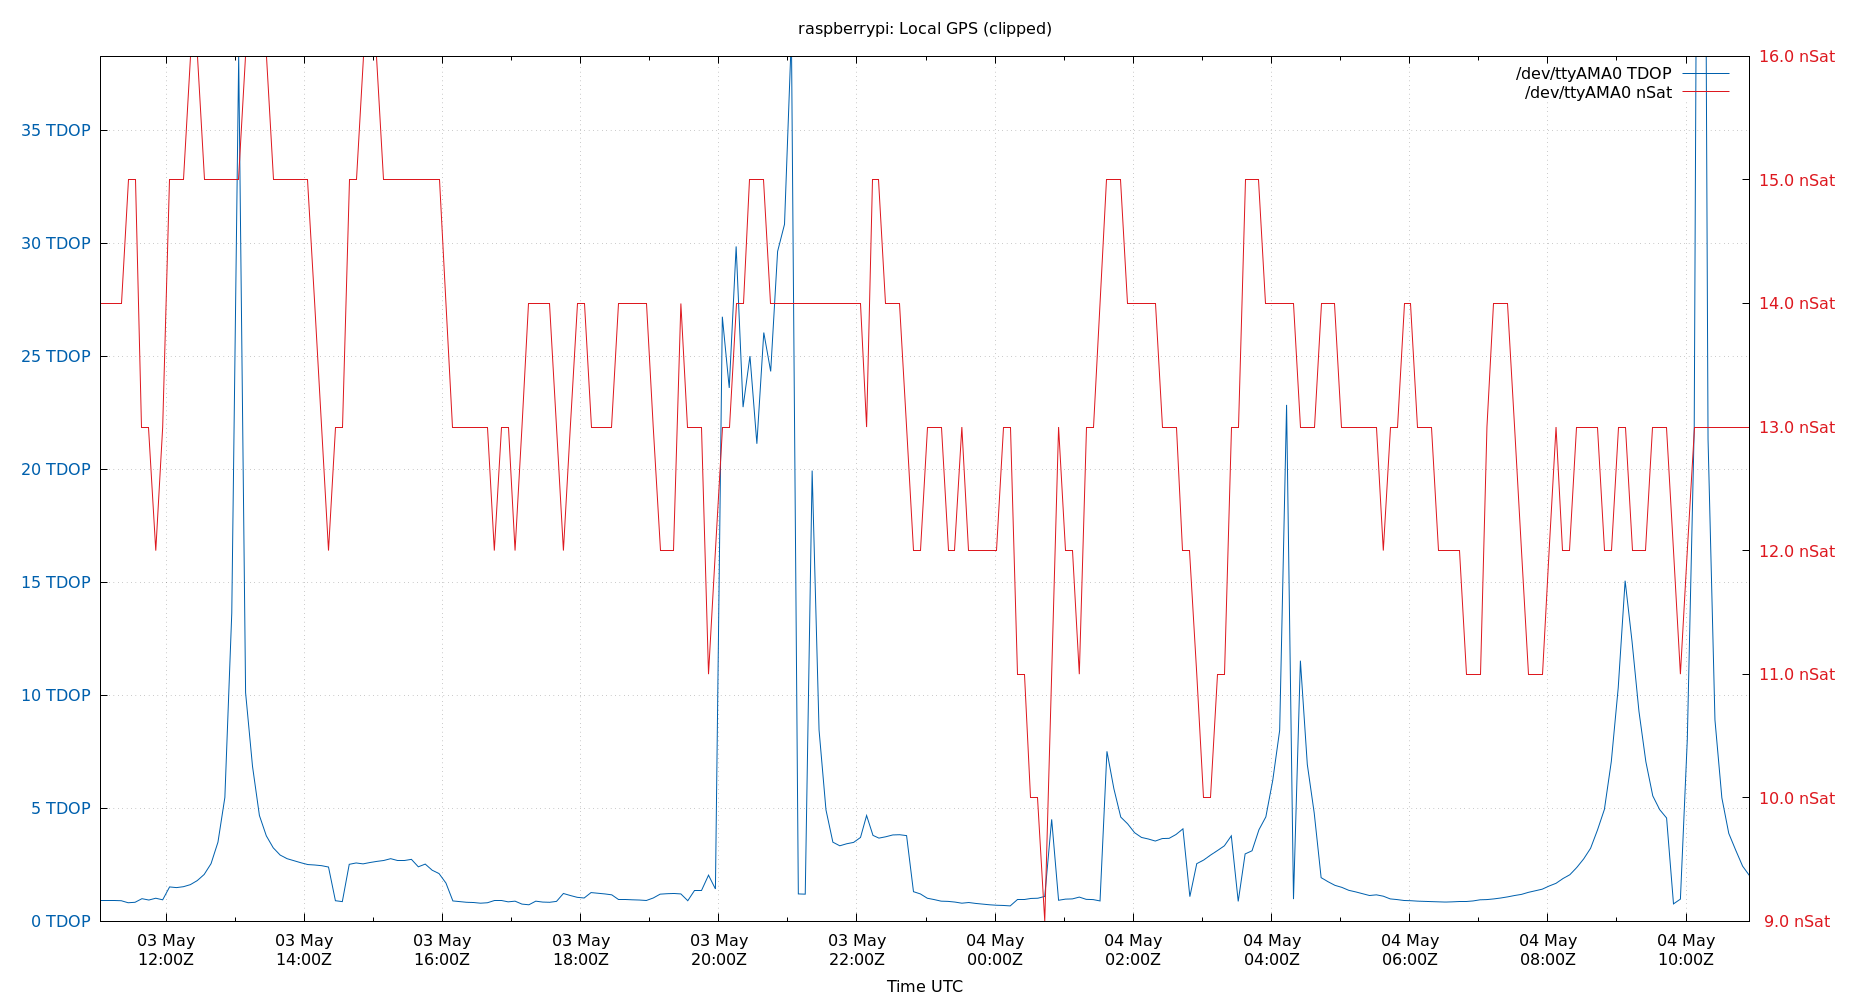 raspberrypi: Local GPS (clipped)
/dev/ttyAMA0 TDOP
/dev/ttyAMA0 nSat
35 TDOP
30 TDOP
25 TDOP
20 TDOP
15 TDOP
10 TDOP
5 TDOP
0 TDOP
16.0 nSat
15.0 nSat
14.0 nSat
13.0 nSat
12.0 nSat
11.0 nSat
10.0 nSat
9.0 nSat
03 May 03 May 03 May 03 May 03 May 03 May 04 May 04 May 04 May 04 May 04 May 04 May
12:00Z 14:00Z 16:00Z 18:00Z 20:00Z 22:00Z 00:00Z 02:00Z 04:00Z 06:00Z 08:00Z 10:00Z
Time UTC